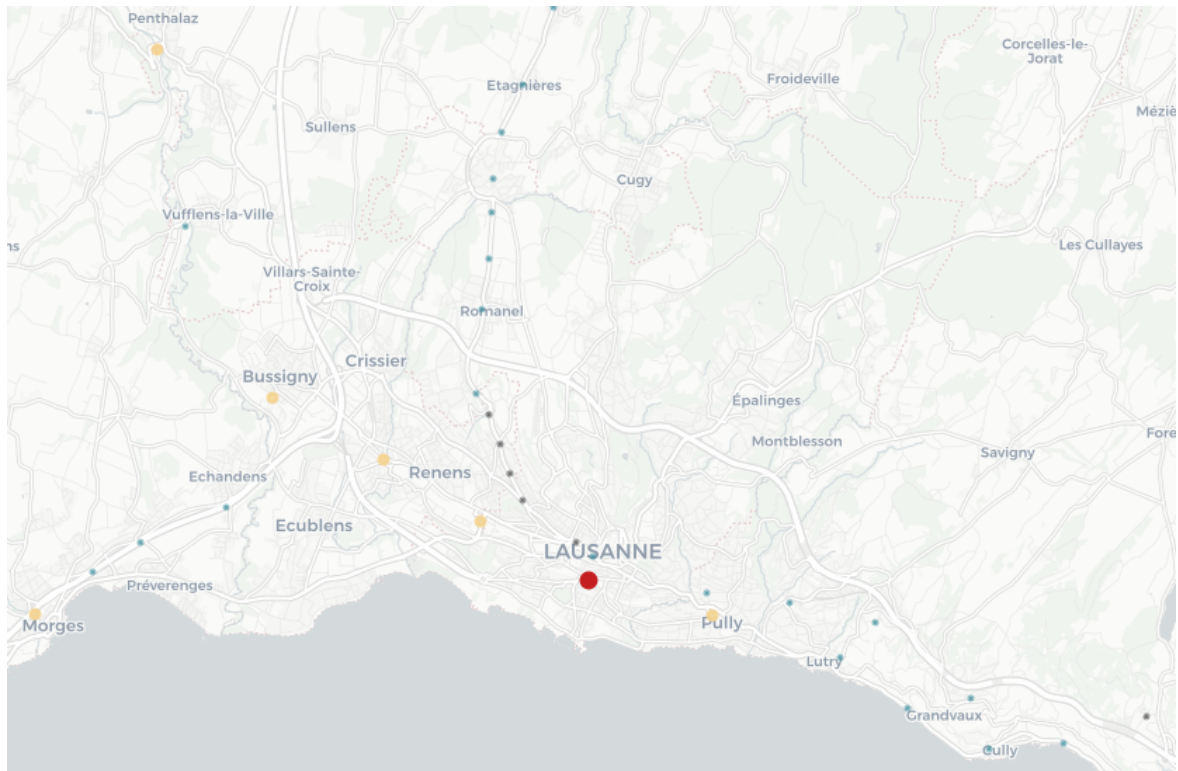 Penthalaz
Corcelles-le-
Jorat
Froideville
Etagnières
Méziè
Sullens
Cugy
Vufflens-la-Ville
ns
Les Cullayes
Villars-Sainte-
Croix
Romanel
Crissier
Bussigny
Épalinges
Montblesson
Fore
Savigny
Echandens
Renens
Ecublens
LAUSANNE
Préverenges
Morges
Pully
Lutry
Grandvaux
Cully